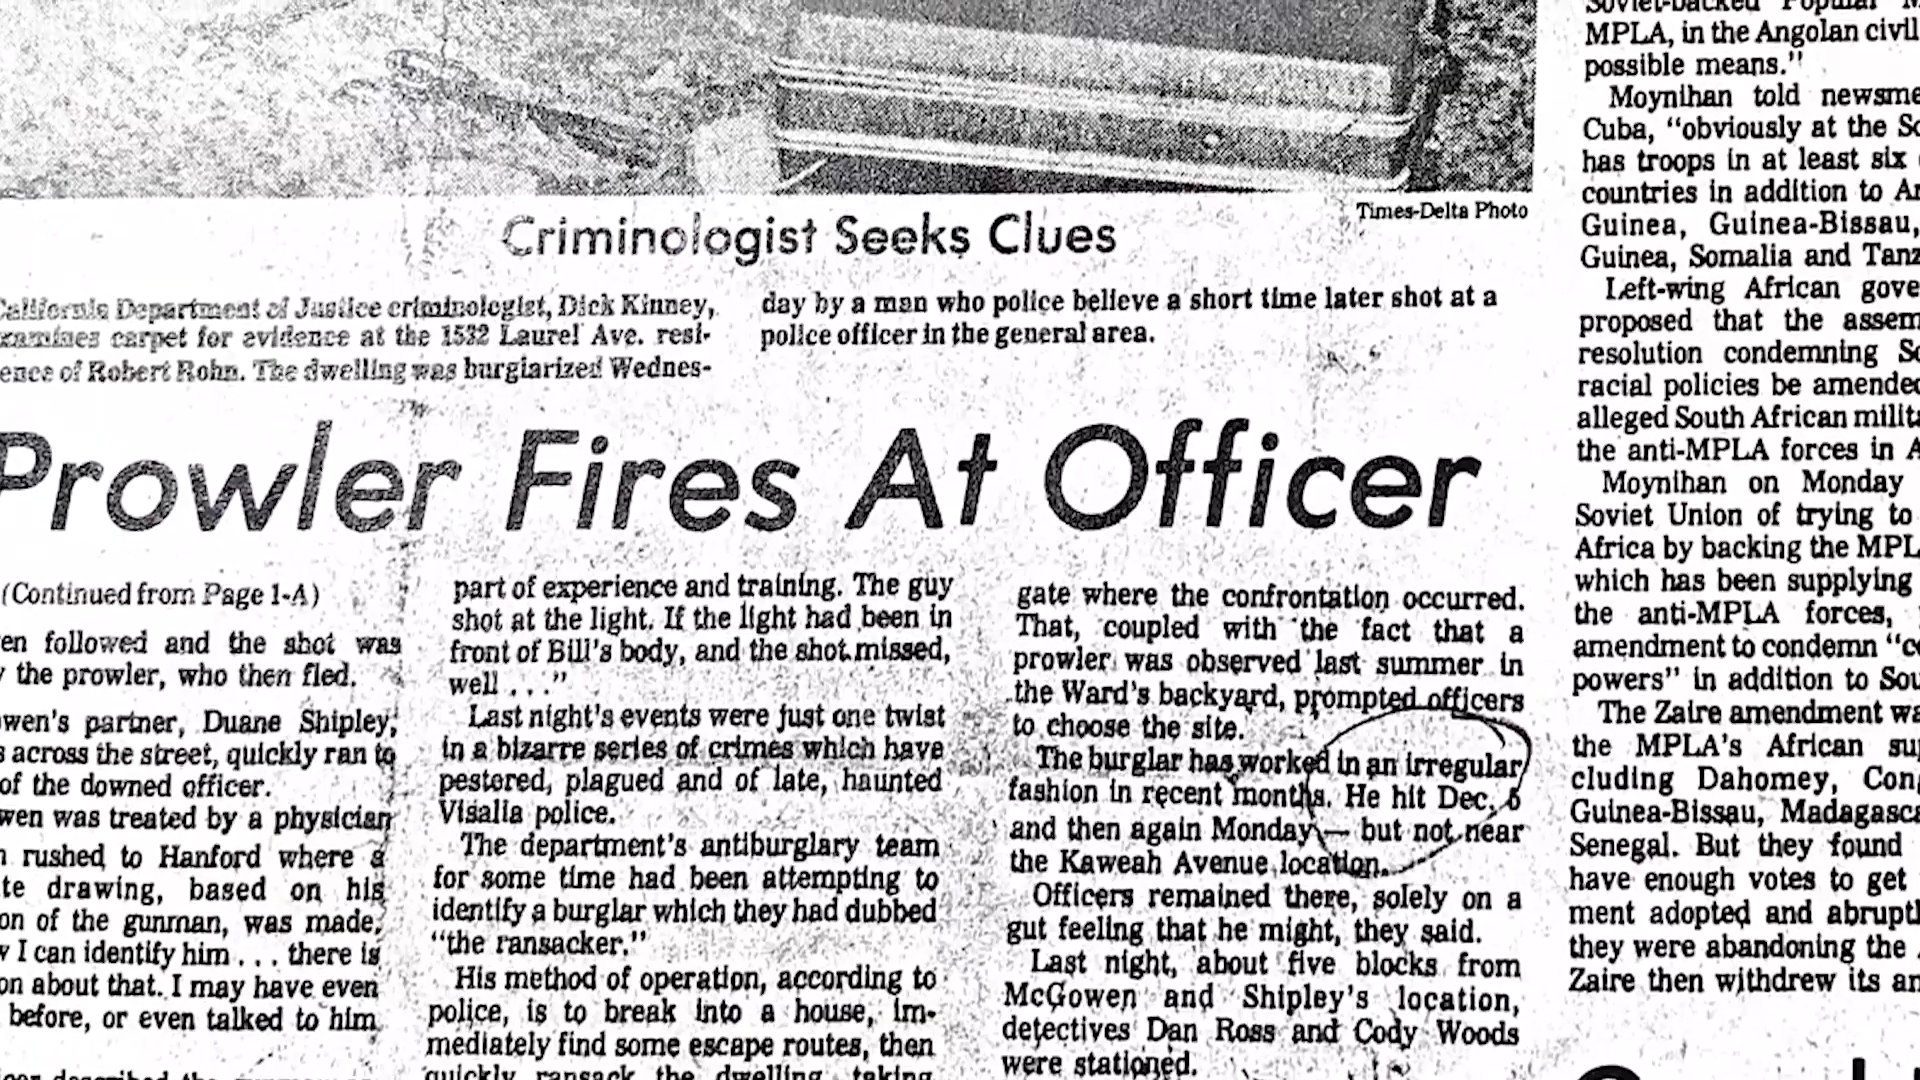 Times-Delta Photo
Criminologist Seeks Clues
California Department of Justice criminologist, Dick Kinney,
examines carpet for evidence at the 1532 Laurel Ave. resi-
ence of Robert Rohn. The dwelling was burglarized Wednes-
day by a man who police believe a short time later shot at a
police officer in the general area.
Prowler Fires At Officer
(Continued from Page 1-A)
en followed and the shot was
the prowler, who then fled.
wen's partner, Duane Shipley,
s across the street, quickly ran to
of the downed officer.
wen was treated by a physician
rushed to Hanford where a
te drawing, based on his
on of the gunman, was made.
w I can identify him . . . there is
on about that. I may have even
before, or even talked to him
part of experience and training. The guy
shot at the light. If the light had been in
front of Bill's body, and the shot missed,
well . . ."
Last night's events were just one twist
in a bizarre series of crimes which have
pestered, plagued and of late, haunted
Visalia police.
The department's antiburglary team
for some time had been attempting to
identify a burglar which they had dubbed
"the ransacker."
His method of operation, according to
police, is to break into a house, im-
mediately find some escape routes, then
quickly ransack the dwelling, taking
gate where the confrontation occurred.
That, coupled with the fact that a
prowler was observed last summer in
the Ward's backyard, prompted officers
to choose the site.
The burglar has worked in an irregular
fashion in recent months. He hit Dec. 6
and then again Monday — but not near
the Kaweah Avenue location.
Officers remained there, solely on a
gut feeling that he might, they said.
Last night, about five blocks from
McGowen and Shipley's location,
detectives Dan Ross and Cody Woods
were stationed.
Soviet-backed Popular M
MPLA, in the Angolan civil
possible means."
Moynihan told newsme
Cuba, "obviously at the So
has troops in at least six
countries in addition to An
Guinea, Guinea-Bissau,
Guinea, Somalia and Tanz
Left-wing African gove
proposed that the assem
resolution condemning So
racial policies be amended
alleged South African milita
the anti-MPLA forces in A
Moynihan on Monday
Soviet Union of trying to
Africa by backing the MPL
which has been supplying
the anti-MPLA forces,
amendment to condemn "co
powers" in addition to Sou
The Zaire amendment wa
the MPLA's African sup
cluding Dahomey, Cong
Guinea-Bissau, Madagasca
Senegal. But they found
have enough votes to get
ment adopted and abruptl
they were abandoning the
Zaire then withdrew its an